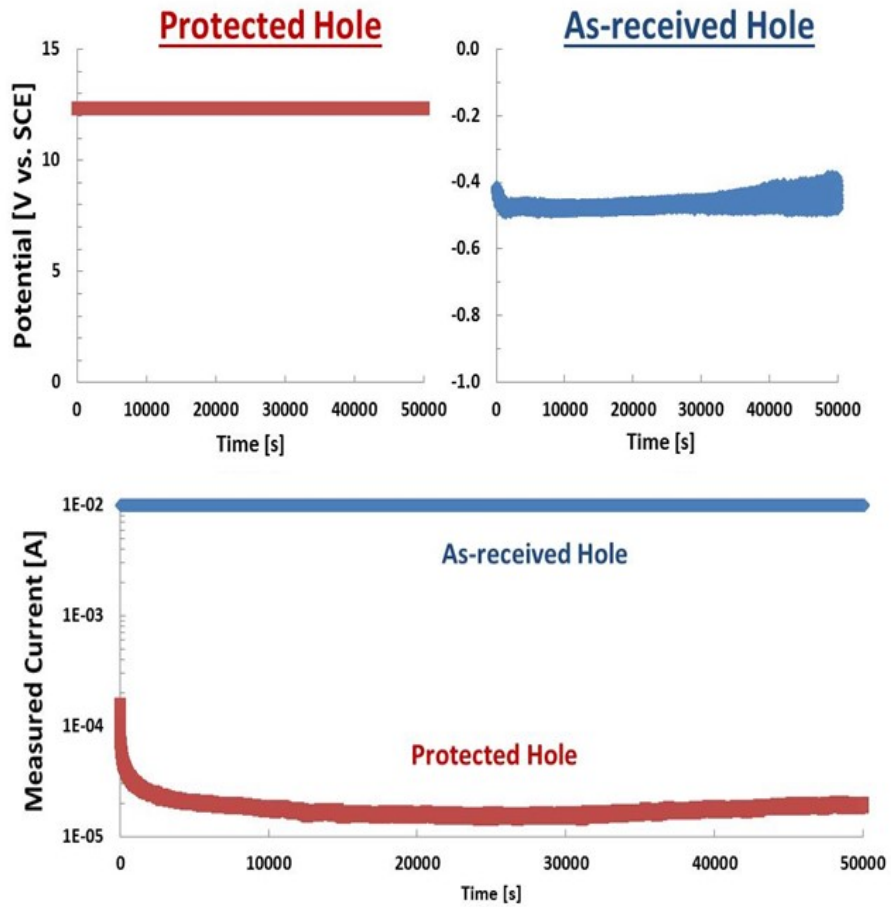 Protected Hole
As-received Hole
Potential [V vs. SCE]
15
10
5
0
0 10000 20000 30000 40000 50000
Time [s]
0.0
-0.2
-0.4
-0.6
-0.8
-1.0
0 10000 20000 30000 40000 50000
Time [s]
Measured Current [A]
1E-02
1E-03
1E-04
1E-05
As-received Hole
Protected Hole
0 10000 20000 30000 40000 50000
Time [s]